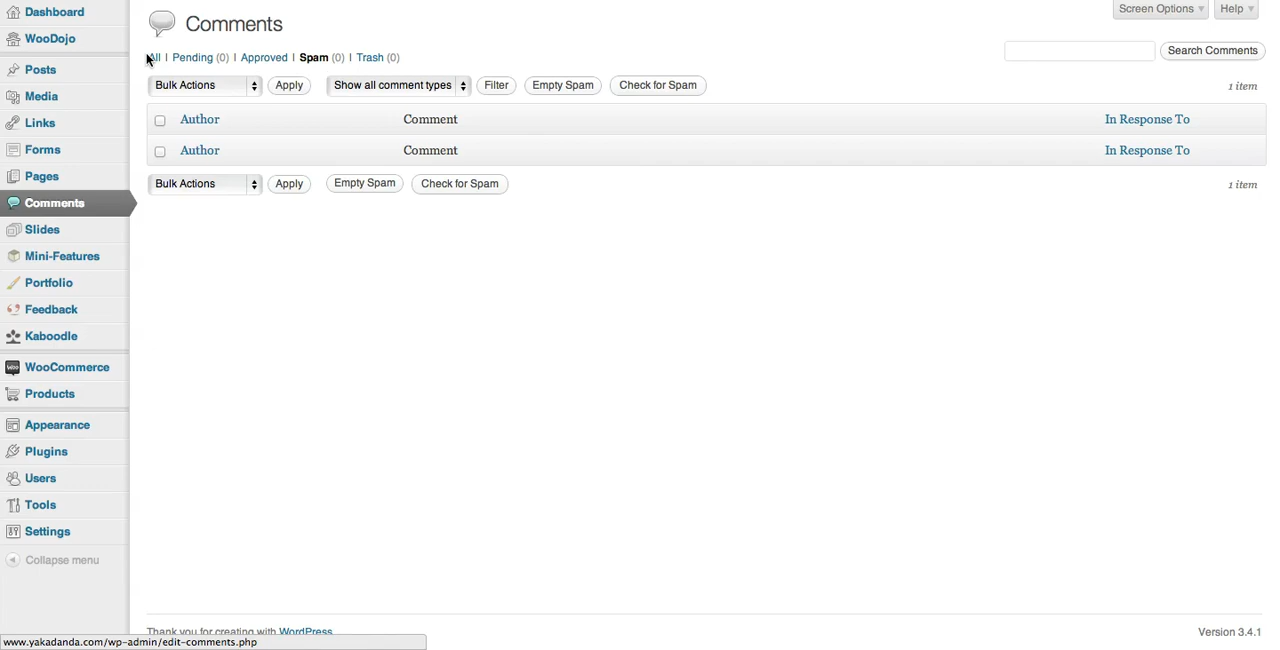 Dashboard
WooDojo
Posts
Media
Links
Forms
Pages
Comments
Slides
Mini-Features
Portfolio
Feedback
Kaboodle
Woo WooCommerce
Products
Appearance
Plugins
Users
Tools
Settings
Collapse menu
Screen Options
Help
Comments
All | Pending (0) | Approved | Spam (0) | Trash (0)
Search Comments
Bulk Actions Apply Show all comment types Filter Empty Spam Check for Spam 1 item
Author Comment In Response To
Author Comment In Response To
Bulk Actions Apply Empty Spam Check for Spam 1 item
Thank you for creating with WordPress
Version 3.4.1
www.yakadanda.com/wp-admin/edit-comments.php